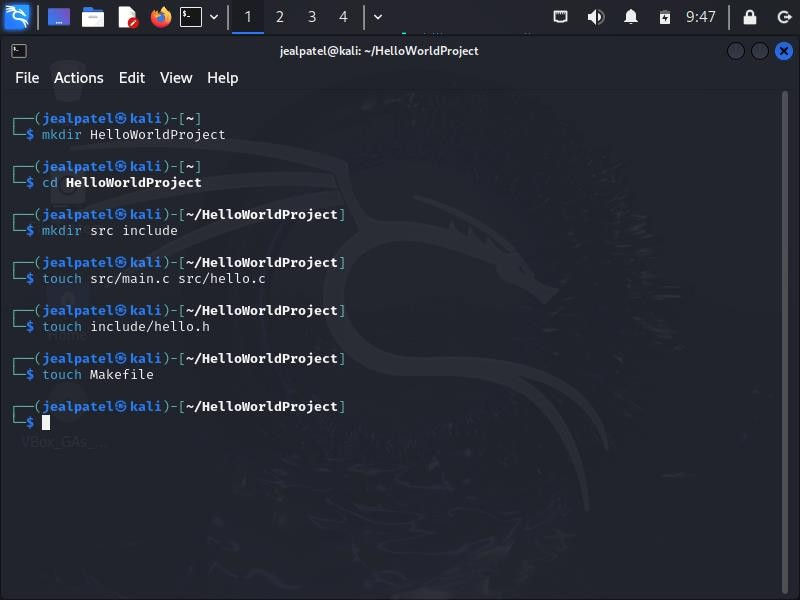 1 2 3 4 9:47
jealpatel@kali: ~/HelloWorldProject
File Actions Edit View Help
┌──(jealpatel㉿kali)-[~]
└─$ mkdir HelloWorldProject
┌──(jealpatel㉿kali)-[~]
└─$ cd HelloWorldProject
┌──(jealpatel㉿kali)-[~/HelloWorldProject]
└─$ mkdir src include
┌──(jealpatel㉿kali)-[~/HelloWorldProject]
└─$ touch src/main.c src/hello.c
┌──(jealpatel㉿kali)-[~/HelloWorldProject]
└─$ touch include/hello.h
Home
┌──(jealpatel㉿kali)-[~/HelloWorldProject]
└─$ touch Makefile
┌──(jealpatel㉿kali)-[~/HelloWorldProject]
└─$
VBox_GAs_...